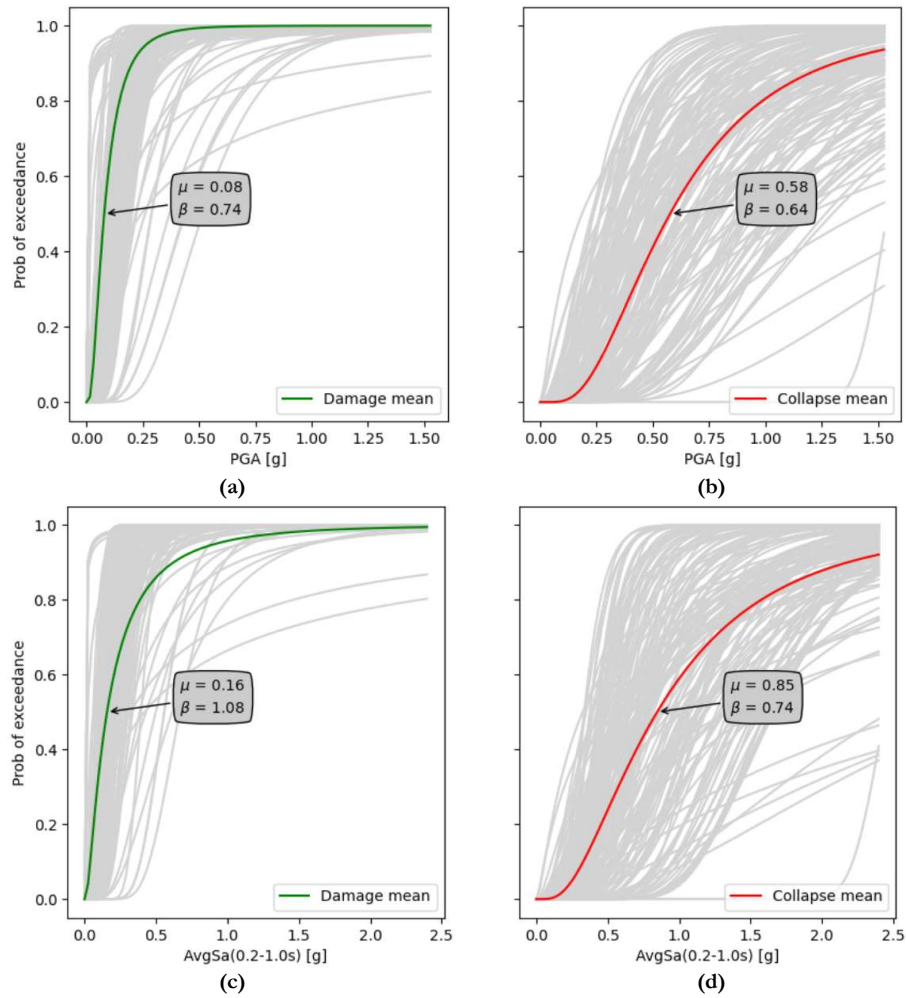 1.0
0.8
0.6
0.4
0.2
0.0
Prob of exceedance
μ = 0.08
β = 0.74
Damage mean
0.00 0.25 0.50 0.75 1.00 1.25 1.50
PGA [g]
(a)
μ = 0.58
β = 0.64
Collapse mean
0.00 0.25 0.50 0.75 1.00 1.25 1.50
PGA [g]
(b)
1.0
0.8
0.6
0.4
0.2
0.0
Prob of exceedance
μ = 0.16
β = 1.08
Damage mean
0.0 0.5 1.0 1.5 2.0 2.5
AvgSa(0.2-1.0s) [g]
(c)
μ = 0.85
β = 0.74
Collapse mean
0.0 0.5 1.0 1.5 2.0 2.5
AvgSa(0.2-1.0s) [g]
(d)